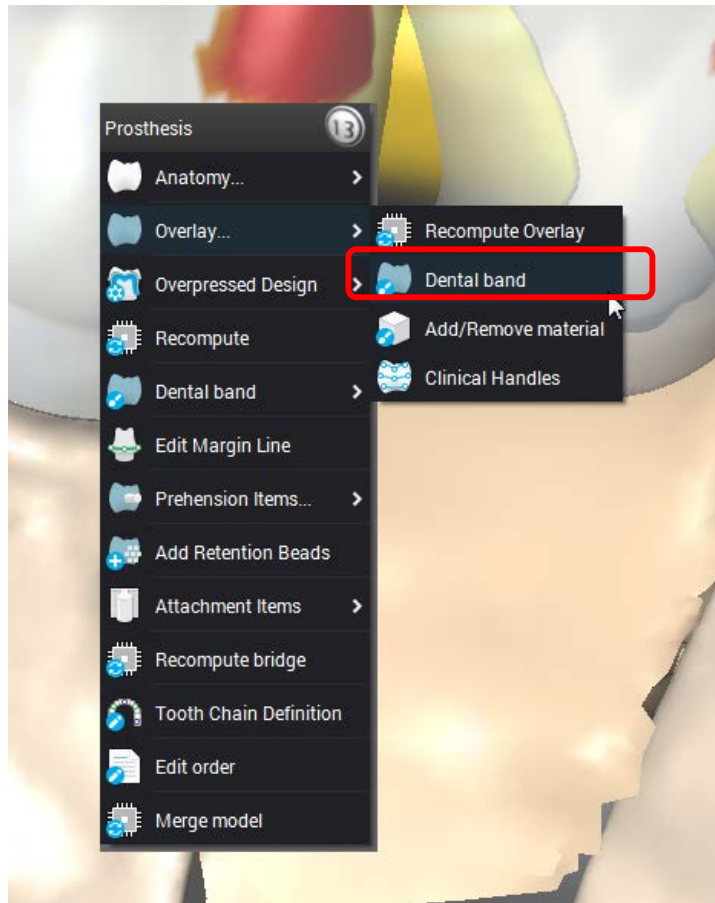 Prosthesis 13
Anatomy...
Overlay...
Recompute Overlay
Dental band
Add/Remove material
Clinical Handles
Overpressed Design
Recompute
Dental band
Edit Margin Line
Prehension Items...
Add Retention Beads
Attachment Items
Recompute bridge
Tooth Chain Definition
Edit order
Merge model